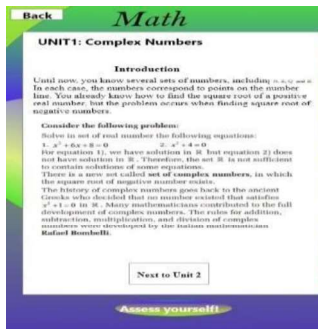 Back
Math
UNIT1: Complex Numbers
Introduction
Until now, you know several sets of numbers, including
In each case, the numbers correspond to points on the number
line. You already know how to find the square root of a positive
real number, but the problem occurs when finding square root of
negative numbers.
Consider the following problem:
Solve in set of real number the following equations:
1. x² + 6x + 8 = 0 2. x² + 4 = 0
For equation 1), we have solution in ℝ but equation 2) does
not have solution in ℝ. Therefore, the set ℝ is not sufficient
to contain solutions of some equations.
There is a new set called set of complex numbers, in which
the square root of negative number exists.
The history of complex numbers goes back to the ancient
Greeks who decided that no number existed that satisfies
x² + 1 = 0 in ℝ. Many mathematicians contributed to the full
development of complex numbers. The rules for addition,
subtraction, multiplication, and division of complex
numbers were developed by the Italian mathematician
Rafael Bombelli.
Next to Unit 2
Assess yourself!